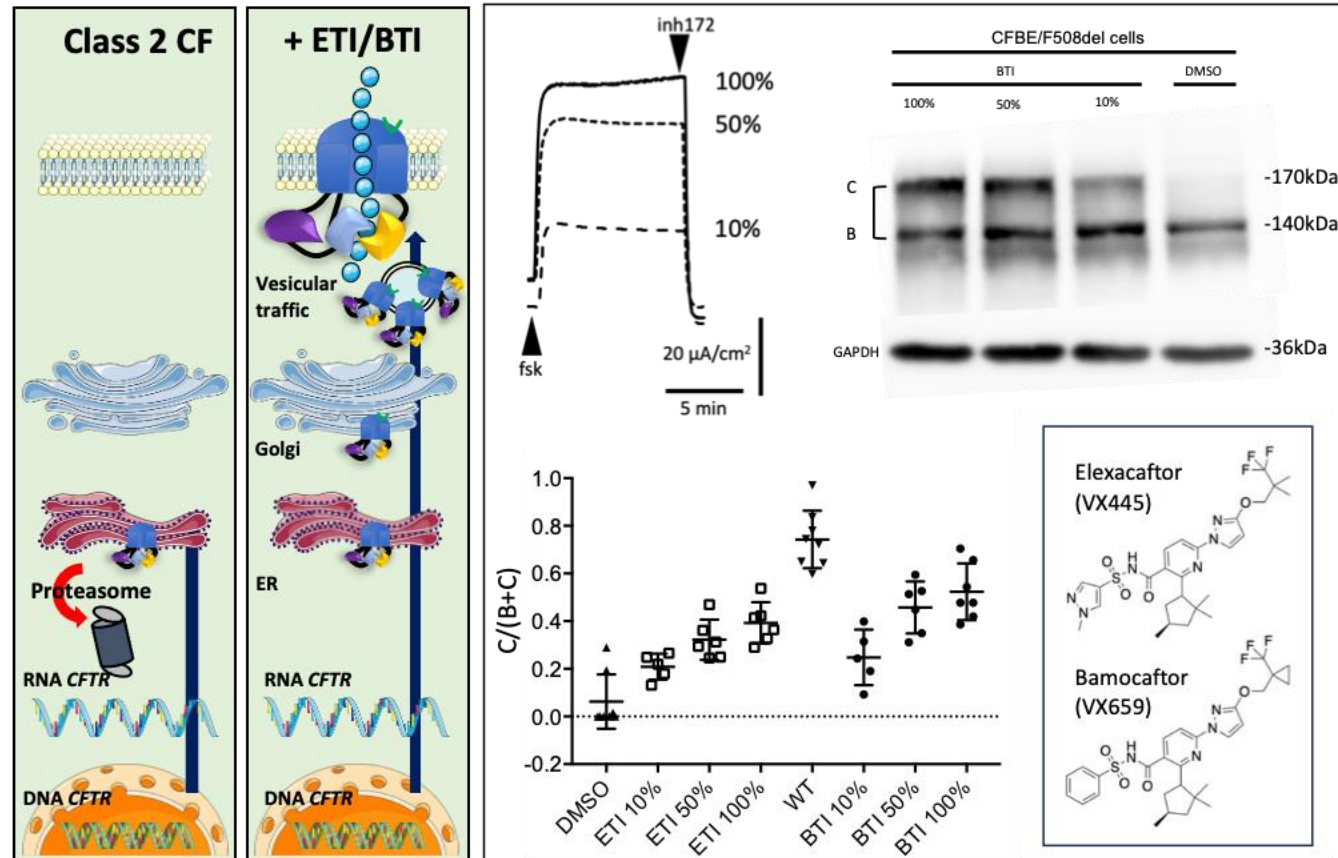 Class 2 CF
Proteasome
RNA CFTR
DNA CFTR
+ ETI/BTI
Vesicular
traffic
Golgi
ER
RNA CFTR
DNA CFTR
inh172
100%
50%
10%
fsk
20 µA/cm²
5 min
CFBE/F508del cells
BTI
DMSO
100%
50%
10%
C
B
-170kDa
-140kDa
GAPDH
-36kDa
C/(B+C)
1.0
0.8
0.6
0.4
0.2
0.0
-0.2
DMSO
ETI 10%
ETI 50%
ETI 100%
WT
BTI 10%
BTI 50%
BTI 100%
Elexacaftor
(VX445)
F
F
F
O
N
N
N
O
S
O
NH
O
N
N
Bamocaftor
(VX659)
F
F
F
O
N
N
N
O
S
O
NH
O